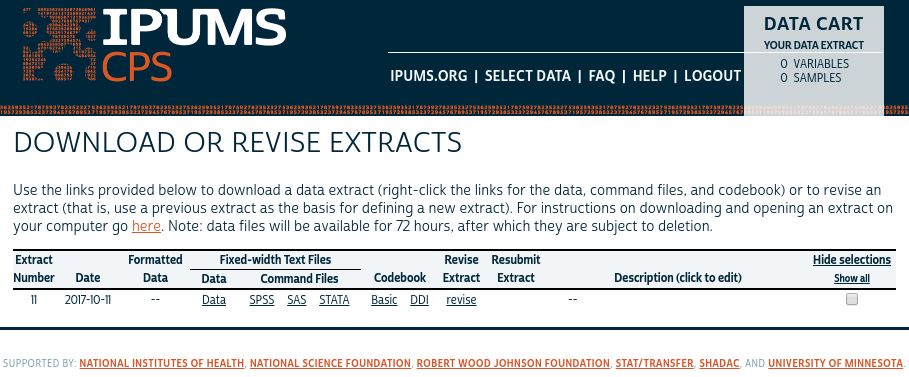 IPUMS
CPS
DATA CART
YOUR DATA EXTRACT
0 VARIABLES
0 SAMPLES
IPUMS.ORG | SELECT DATA | FAQ | HELP | LOGOUT
DOWNLOAD OR REVISE EXTRACTS
Use the links provided below to download a data extract (right-click the links for the data, command files, and codebook) or to revise an
extract (that is, use a previous extract as the basis for defining a new extract). For instructions on downloading and opening an extract on
your computer go here. Note: data files will be available for 72 hours, after which they are subject to deletion.
Extract Formatted Fixed-width Text Files Revise Resubmit Hide selections
Number Date Data Data Command Files Codebook Extract Extract Description (click to edit) Show all
11 2017-10-11 -- Data SPSS SAS STATA Basic DDI revise --
SUPPORTED BY: NATIONAL INSTITUTES OF HEALTH, NATIONAL SCIENCE FOUNDATION, ROBERT WOOD JOHNSON FOUNDATION, STAT/TRANSFER, SHADAC, AND UNIVERSITY OF MINNESOTA.